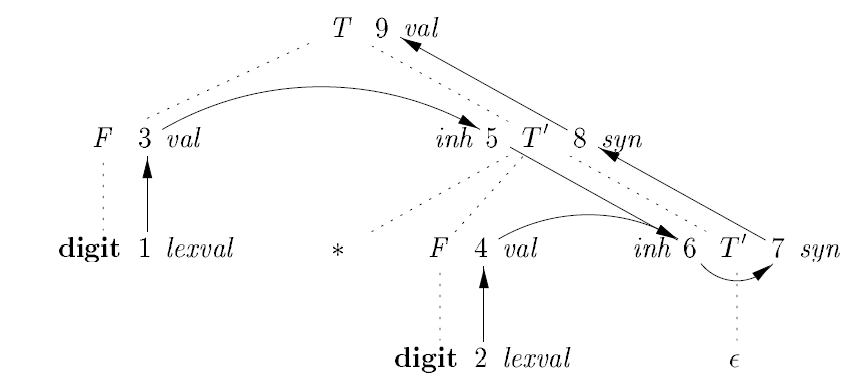 T 9 val
F 3 val inh 5 T′ 8 syn
digit 1 lexval * F 4 val inh 6 T′ 7 syn
digit 2 lexval ϵ